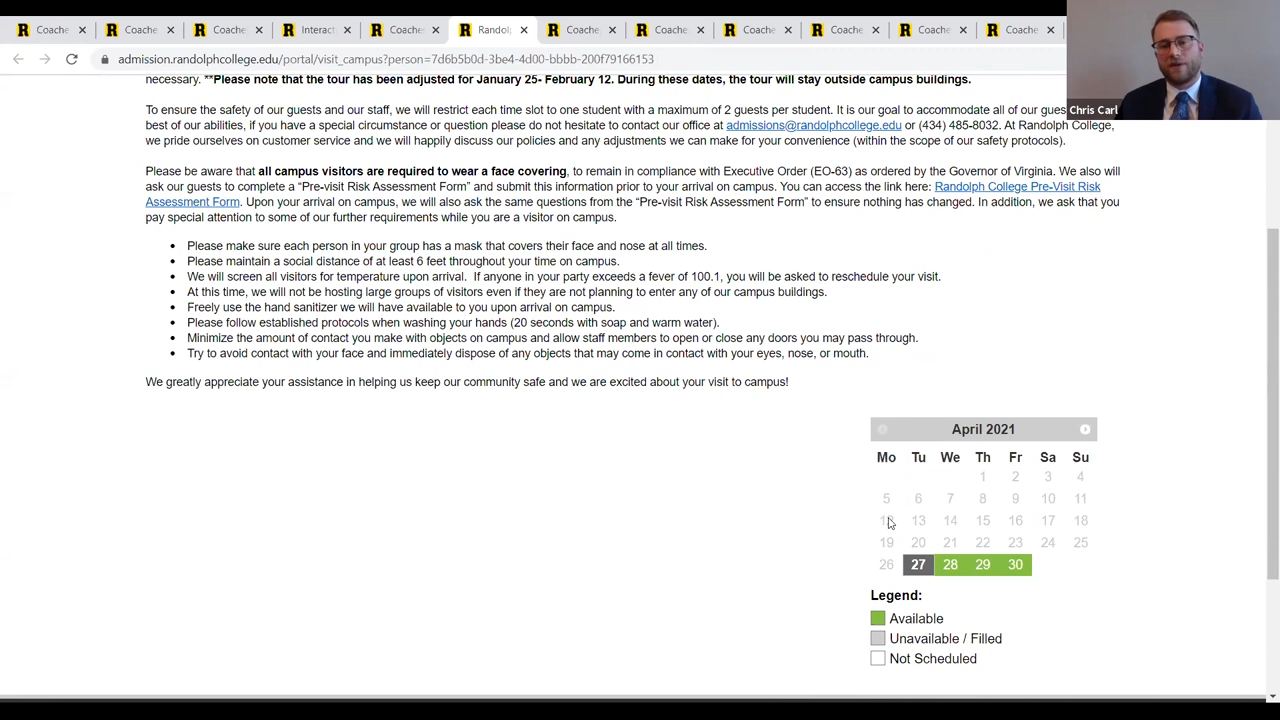 Coache
Coache
Coache
Interact
Coache
Randol
Coache
Coache
Coache
Coache
Coache
Coache
admission.randolphcollege.edu/portal/visit_campus?person=7d6b5b0d-3be4-4d00-bbbb-200f79166153
Chris Carl
necessary. **Please note that the tour has been adjusted for January 25- February 12. During these dates, the tour will stay outside campus buildings.
To ensure the safety of our guests and our staff, we will restrict each time slot to one student with a maximum of 2 guests per student. It is our goal to accommodate all of our gues
best of our abilities, if you have a special circumstance or question please do not hesitate to contact our office at admissions@randolphcollege.edu or (434) 485-8032. At Randolph College,
we pride ourselves on customer service and we will happily discuss our policies and any adjustments we can make for your convenience (within the scope of our safety protocols).
Please be aware that all campus visitors are required to wear a face covering, to remain in compliance with Executive Order (EO-63) as ordered by the Governor of Virginia. We also will
ask our guests to complete a “Pre-visit Risk Assessment Form” and submit this information prior to your arrival on campus. You can access the link here: Randolph College Pre-Visit Risk
Assessment Form. Upon your arrival on campus, we will also ask the same questions from the “Pre-visit Risk Assessment Form” to ensure nothing has changed. In addition, we ask that you
pay special attention to some of our further requirements while you are a visitor on campus.
• Please make sure each person in your group has a mask that covers their face and nose at all times.
• Please maintain a social distance of at least 6 feet throughout your time on campus.
• We will screen all visitors for temperature upon arrival. If anyone in your party exceeds a fever of 100.1, you will be asked to reschedule your visit.
• At this time, we will not be hosting large groups of visitors even if they are not planning to enter any of our campus buildings.
• Freely use the hand sanitizer we will have available to you upon arrival on campus.
• Please follow established protocols when washing your hands (20 seconds with soap and warm water).
• Minimize the amount of contact you make with objects on campus and allow staff members to open or close any doors you may pass through.
• Try to avoid contact with your face and immediately dispose of any objects that may come in contact with your eyes, nose, or mouth.
We greatly appreciate your assistance in helping us keep our community safe and we are excited about your visit to campus!
April 2021
Mo Tu We Th Fr Sa Su
1 2 3 4
5 6 7 8 9 10 11
12 13 14 15 16 17 18
19 20 21 22 23 24 25
26 27 28 29 30
Legend:
Available
Unavailable / Filled
Not Scheduled